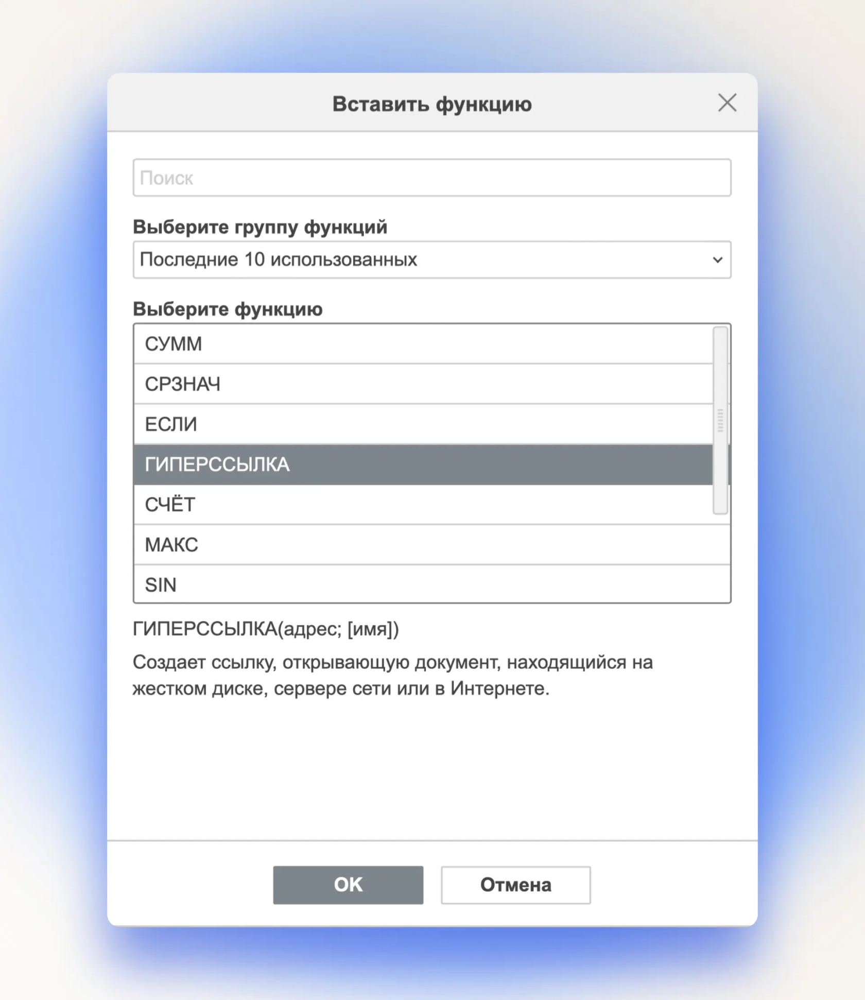 Вставить функцию
Поиск
Выберите группу функций
Последние 10 использованных
Выберите функцию
СУММ
СРЗНАЧ
ЕСЛИ
ГИПЕРССЫЛКА
СЧЁТ
МАКС
SIN
ГИПЕРССЫЛКА(адрес; [имя])
Создает ссылку, открывающую документ, находящийся на
жестком диске, сервере сети или в Интернете.
OK
Отмена